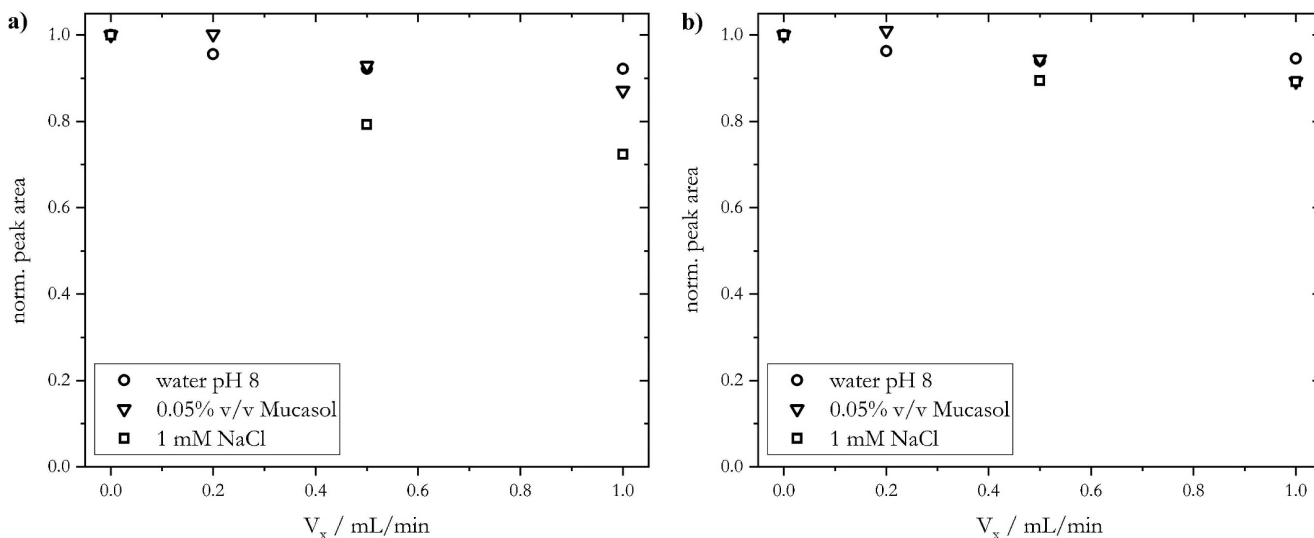 a)
norm. peak area
1.0
0.8
0.6
0.4
0.2
0.0
water pH 8
0.05% v/v Mucasol
1 mM NaCl
0.0 0.2 0.4 0.6 0.8 1.0
Vₓ / mL/min
b)
norm. peak area
1.0
0.8
0.6
0.4
0.2
0.0
water pH 8
0.05% v/v Mucasol
1 mM NaCl
0.0 0.2 0.4 0.6 0.8 1.0
Vₓ / mL/min